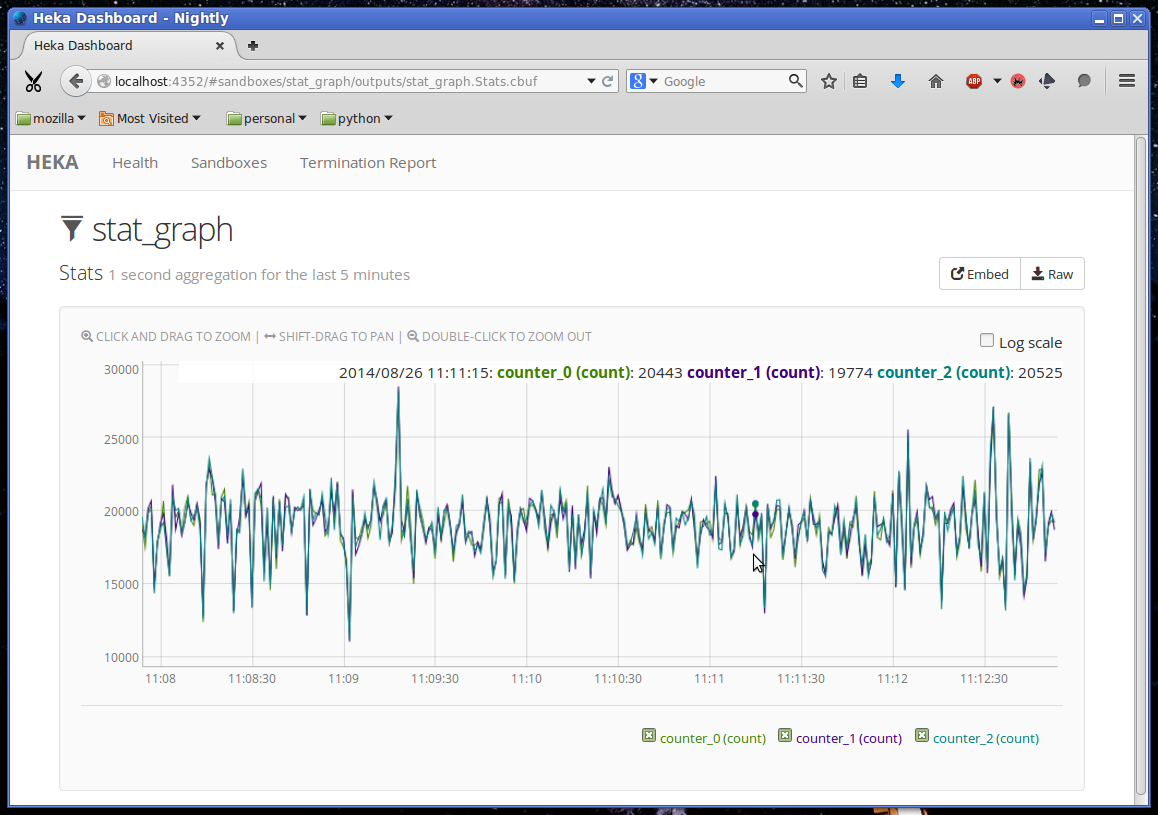 Heka Dashboard - Nightly
Heka Dashboard
localhost:4352/#sandboxes/stat_graph/outputs/stat_graph.Stats.cbuf
Google
ABP
mozilla Most Visited personal python
HEKA Health Sandboxes Termination Report
stat_graph
Stats 1 second aggregation for the last 5 minutes
Embed Raw
CLICK AND DRAG TO ZOOM | SHIFT-DRAG TO PAN | DOUBLE-CLICK TO ZOOM OUT
Log scale
2014/08/26 11:11:15: counter_0 (count): 20443 counter_1 (count): 19774 counter_2 (count): 20525
30000
25000
20000
15000
10000
11:08 11:08:30 11:09 11:09:30 11:10 11:10:30 11:11 11:11:30 11:12 11:12:30
counter_0 (count) counter_1 (count) counter_2 (count)